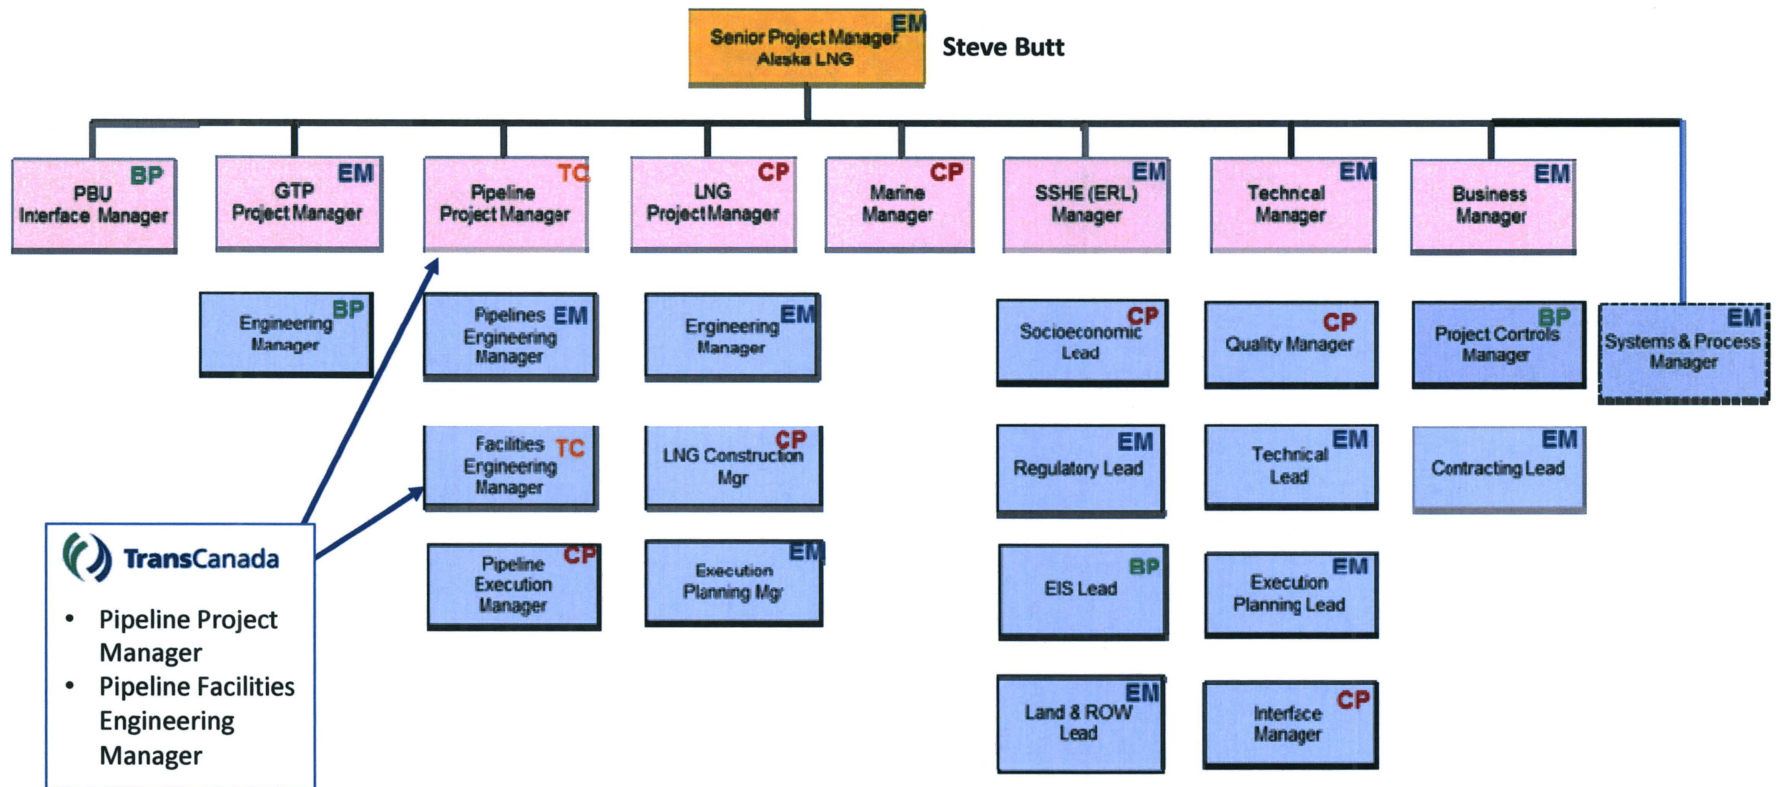 EM
Senior Project Manager
Alaska LNG
Steve Butt
BP
PBU
Interface Manager
EM
GTP
Project Manager
TC
Pipeline
Project Manager
CP
LNG
Project Manager
CP
Marine
Manager
EM
SSHE (ERL)
Manager
EM
Technical
Manager
EM
Business
Manager
BP
Engineering
Manager
Pipelines EM
Engineering
Manager
EM
Engineering
Manager
CP
Socioeconomic
Lead
CP
Quality Manager
BP
Project Controls
Manager
EM
Systems & Process
Manager
Facilities TC
Engineering
Manager
CP
LNG Construction
Mgr
EM
Regulatory Lead
EM
Technical
Lead
EM
Contracting Lead
Pipeline CP
Execution
Manager
EM
Execution
Planning Mgr
BP
EIS Lead
EM
Execution
Planning Lead
EM
Land & ROW
Lead
CP
Interface
Manager
TransCanada
• Pipeline Project
Manager
• Pipeline Facilities
Engineering
Manager